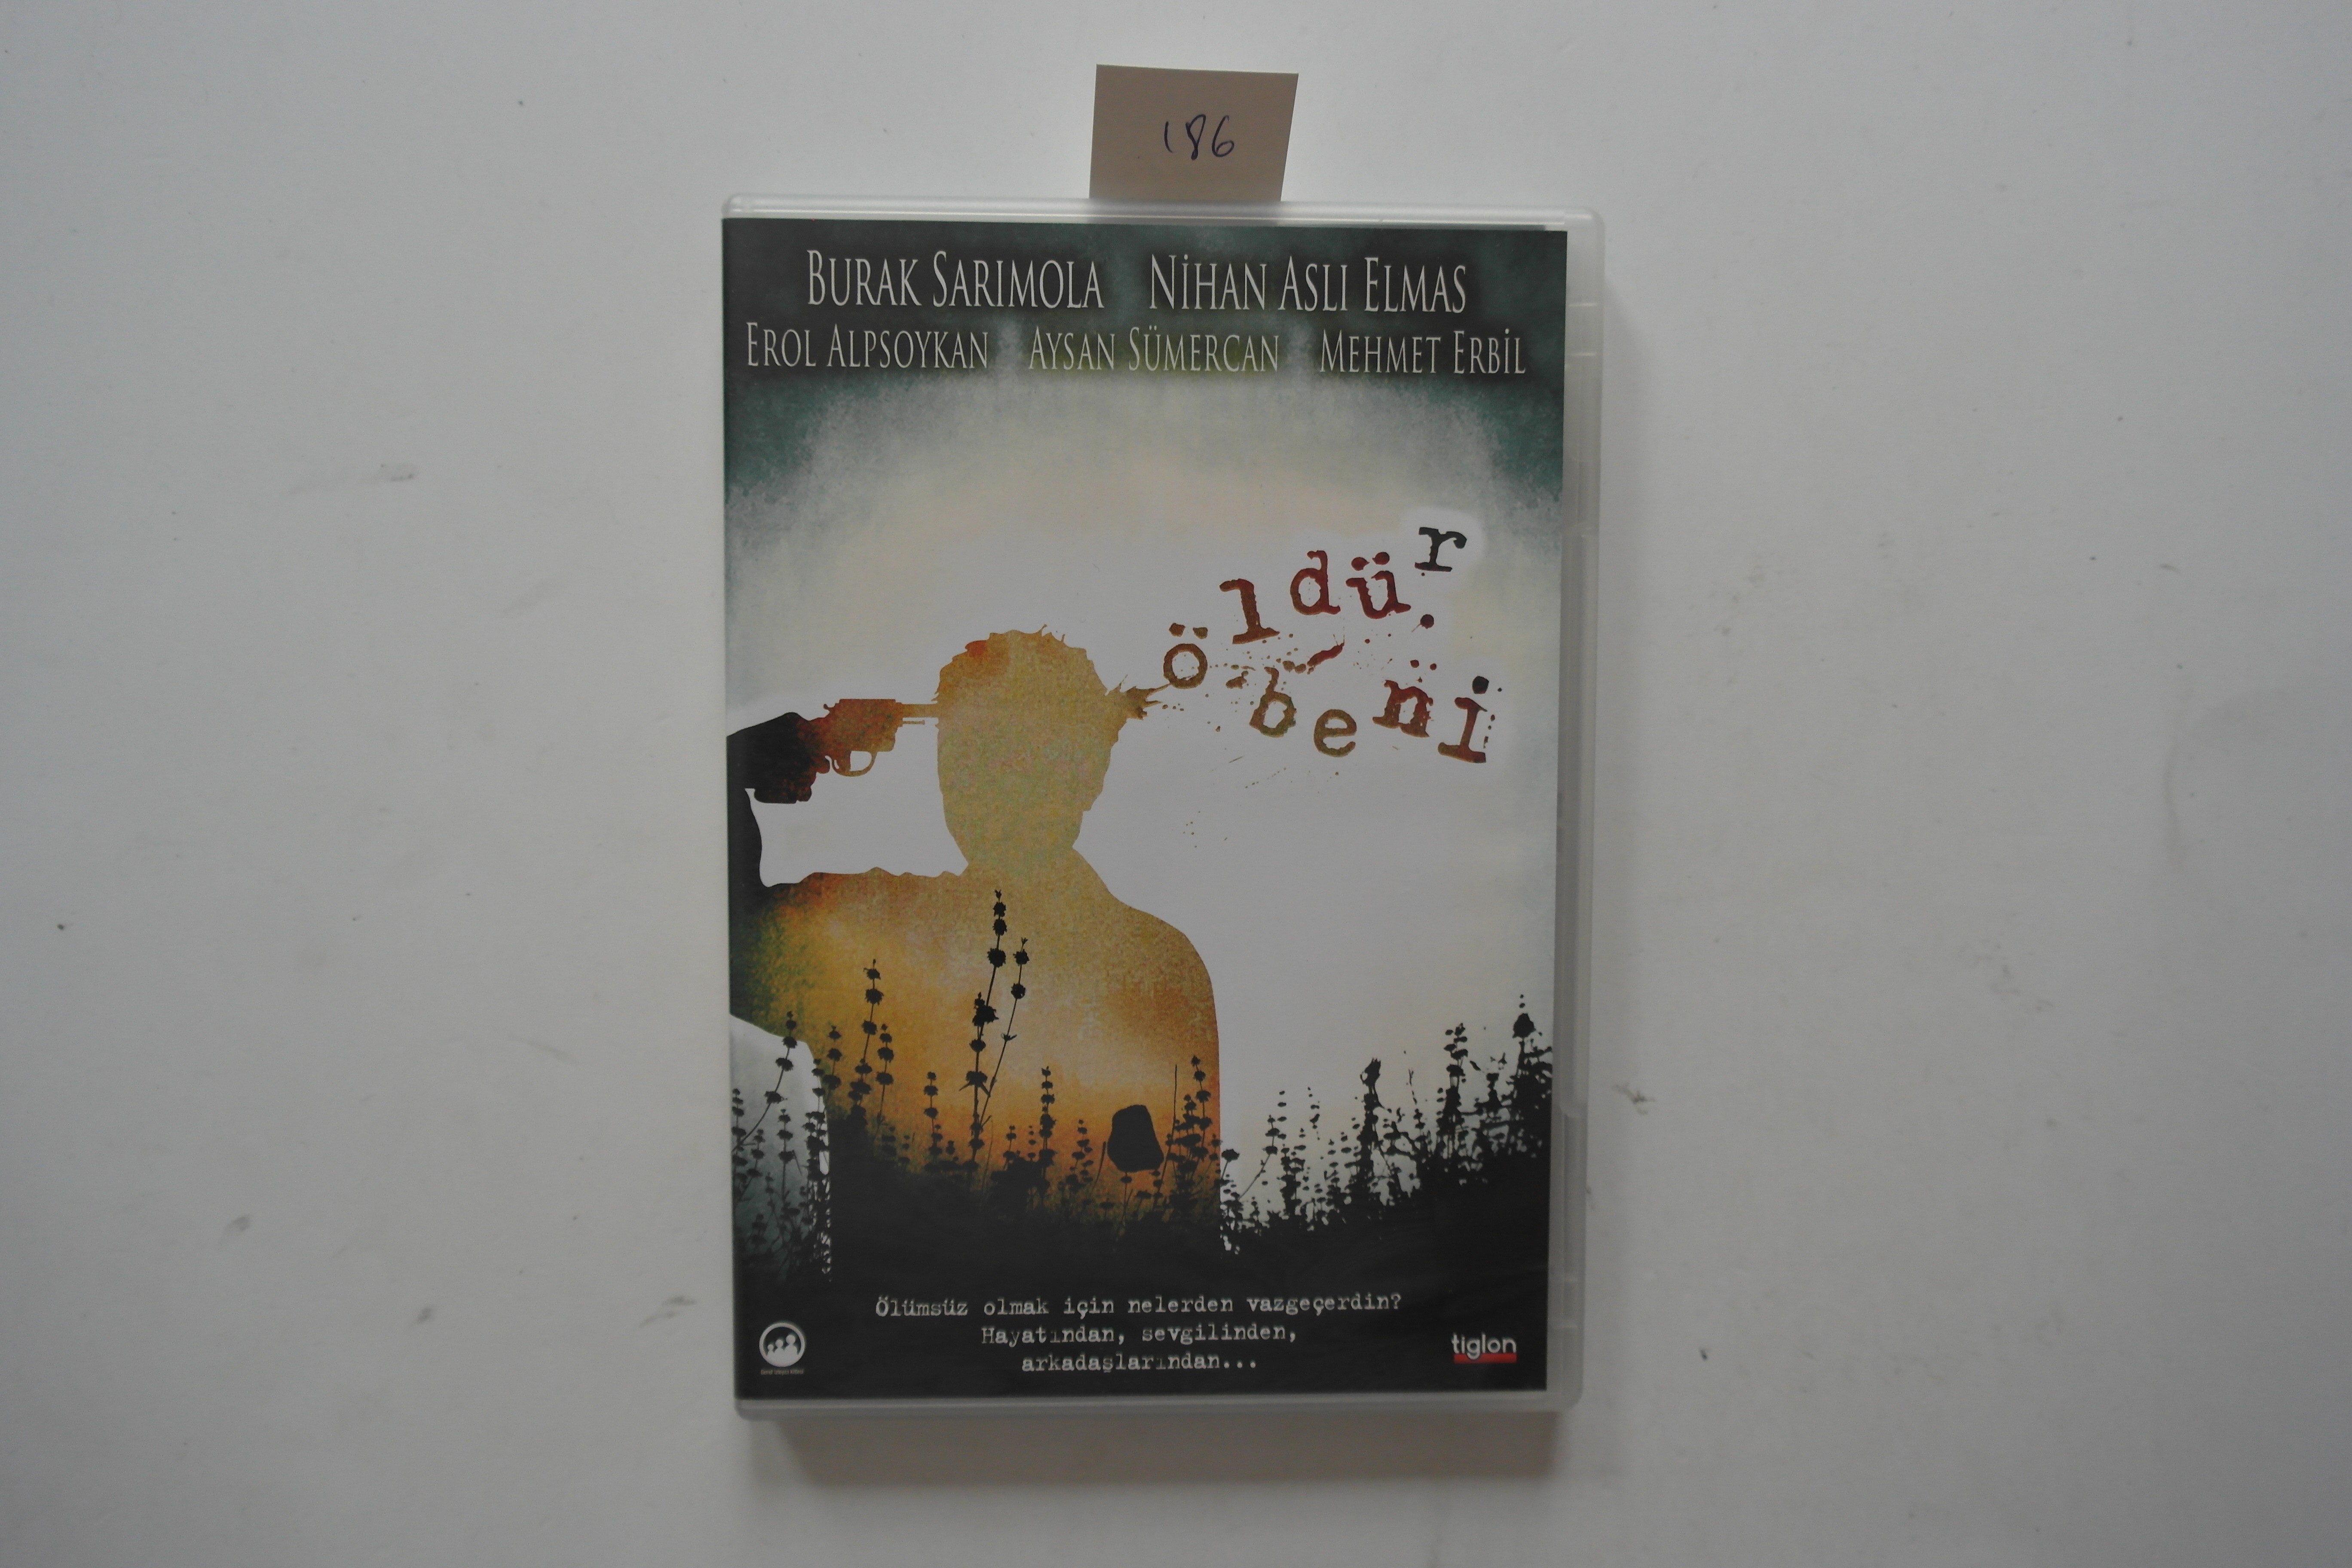 186
BURAK SARIMOLA NİHAN ASLI ELMAS
EROL ALPSOYKAN AYSAN SÜMERCAN MEHMET ERBİL
öldür
beni
Ölümsüz olmak için nelerden vazgeçerdin?
Hayatından, sevgilinden,
arkadaşlarından...
tiglon